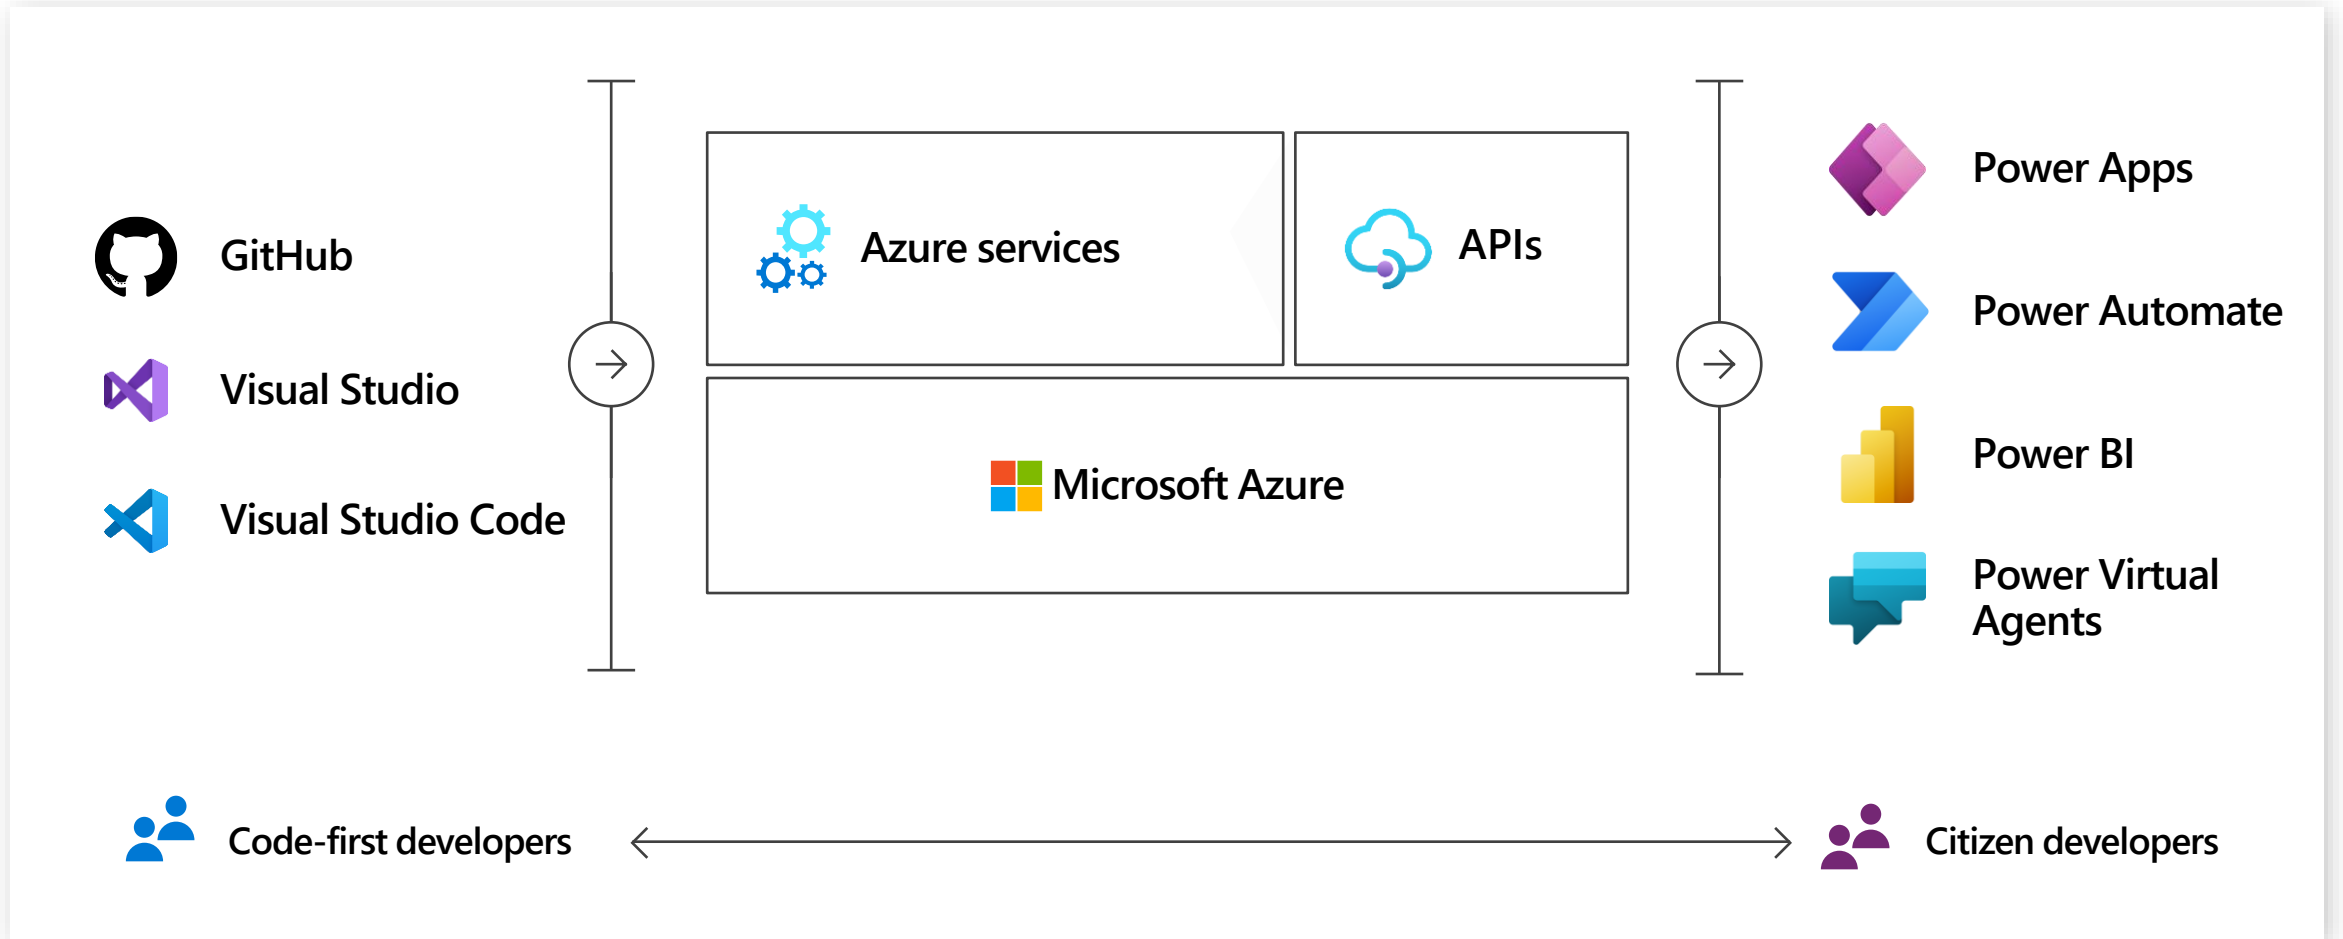 GitHub
Visual Studio
Visual Studio Code
Azure services
APIs
Microsoft Azure
Power Apps
Power Automate
Power BI
Power Virtual
Agents
Code-first developers
Citizen developers